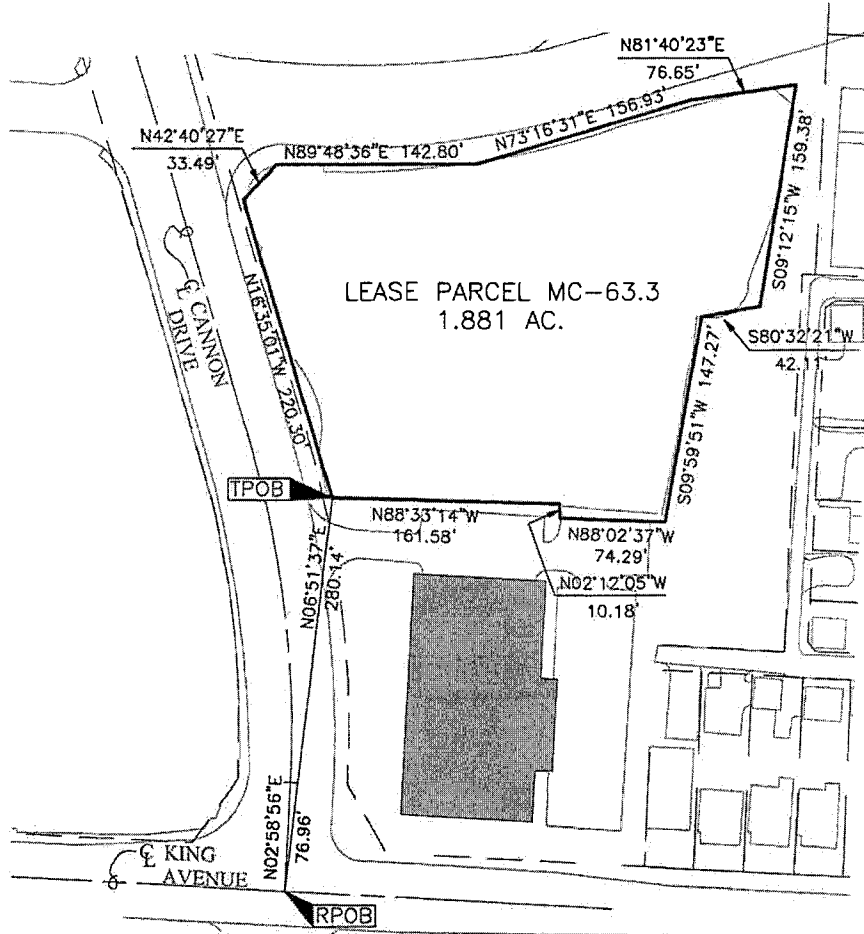 N81°40'23"E
76.65'
N42°40'27"E
33.49'
N89°48'36"E 142.80'
N73°16'31"E 156.93'
S09°12'15"W 159.38'
LEASE PARCEL MC-63.3
1.881 AC.
℄ CANNON
DRIVE
N16°35'01"W 220.30'
S80°32'21"W
42.11'
S09°59'51"W 147.27'
TPOB
N88°33'14"W
161.58'
N88°02'37"W
74.29'
N02°12'05"W
10.18'
N06°51'37"E
280.14'
N02°58'56"E
76.96'
℄ KING
AVENUE
RPOB